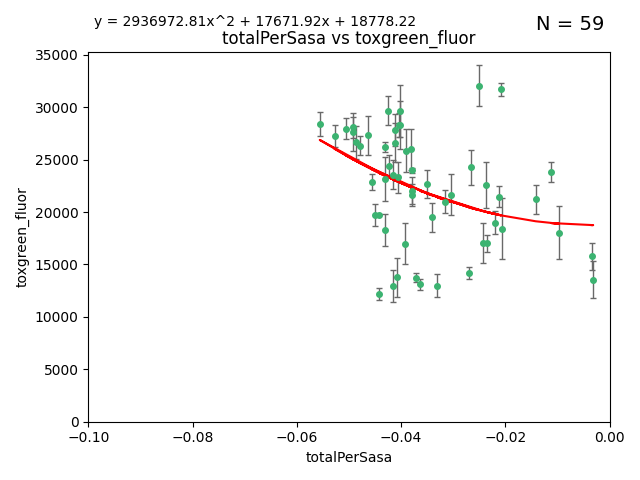 y = 2936972.81x^2 + 17671.92x + 18778.22
N = 59
totalPerSasa vs toxgreen_fluor
35000
30000
25000
20000
15000
10000
5000
0
toxgreen_fluor
−0.10
−0.08
−0.06
−0.04
−0.02
0.00
totalPerSasa